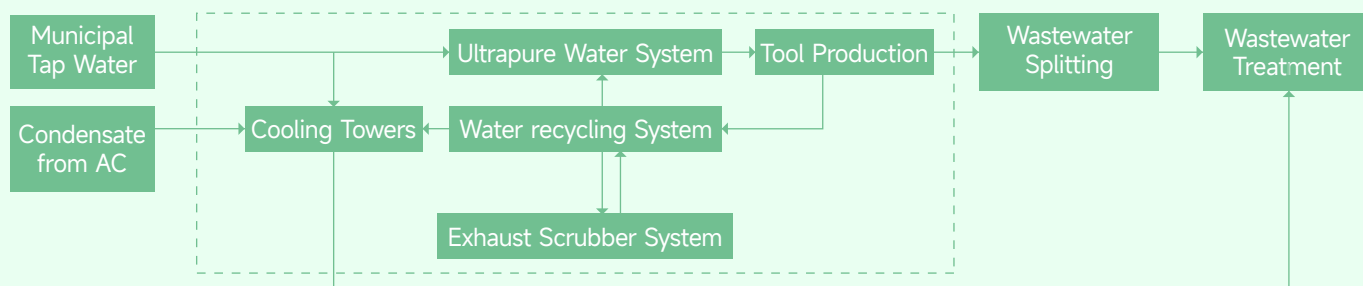 Municipal
Tap Water
Ultrapure Water System
Tool Production
Wastewater
Splitting
Wastewater
Treatment
Condensate
from AC
Cooling Towers
Water recycling System
Exhaust Scrubber System